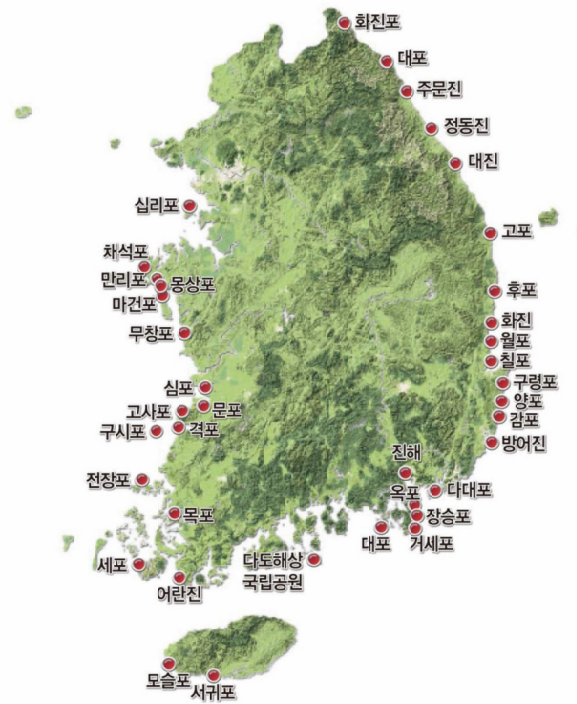 화진포
대포
주문진
정동진
대진
십리포
고포
차석포
만리포
몽상포
마건포
후포
무창포
화진
월포
칠포
심포
구령포
양포
고사포
문포
감포
구시포
격포
방어진
진해
전장포
옥포
다대포
목포
장승포
대포
거세포
세포
다도해상
국립공원
어란진
도슬포
서귀포